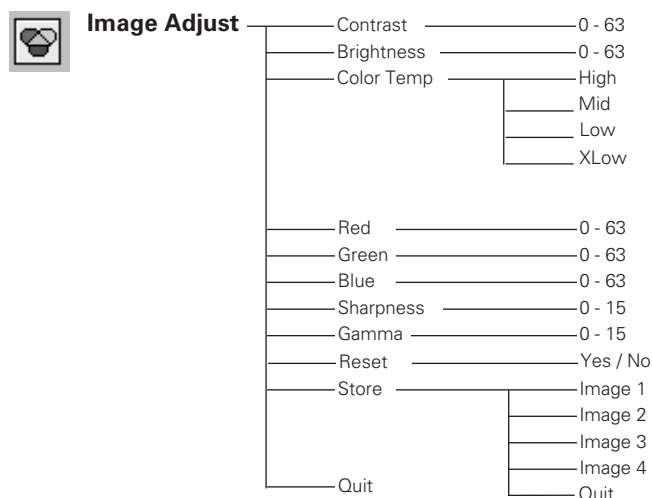 Image Adjust
Contrast 0 - 63
Brightness 0 - 63
Color Temp High
Mid
Low
XLow
Red 0 - 63
Green 0 - 63
Blue 0 - 63
Sharpness 0 - 15
Gamma 0 - 15
Reset Yes / No
Store Image 1
Image 2
Image 3
Image 4
Quit
Quit